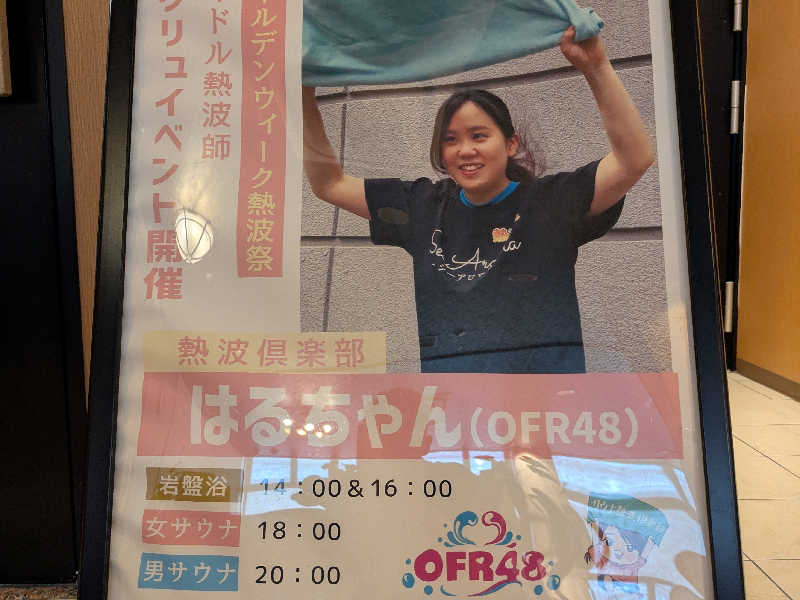 ルデンウィーク熱波祭
ドル熱波師
クリュイベント開催
熱波倶楽部
はるちゃん(OFR48)
岩盤浴 14：00＆16：00
女サウナ 18：00
男サウナ 20：00
OFR48